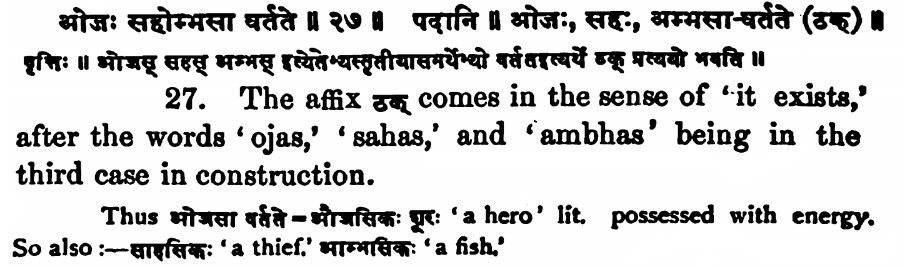 ओजः सहोम्भसा वर्तते ॥ २७ ॥ पदानि ॥ ओजः, सहः, अम्भसा-वर्तते (ठक्) ॥
वृत्तिः ॥ ओजस् सहस् अम्भस् इत्येतेभ्यस्तृतीयासमर्थेभ्यो वर्ततइत्यर्थे ठक् प्रत्ययो भवति ॥
27. The affix ठक् comes in the sense of ‘it exists,’
after the words ‘ojas,’ ‘sahas,’ and ‘ambhas’ being in the
third case in construction.
Thus ओजसा वर्तते = औजसिकः शूरः ‘a hero’ lit. possessed with energy.
So also :—साहसिकः ‘a thief.’ आम्भसिकः ‘a fish.’